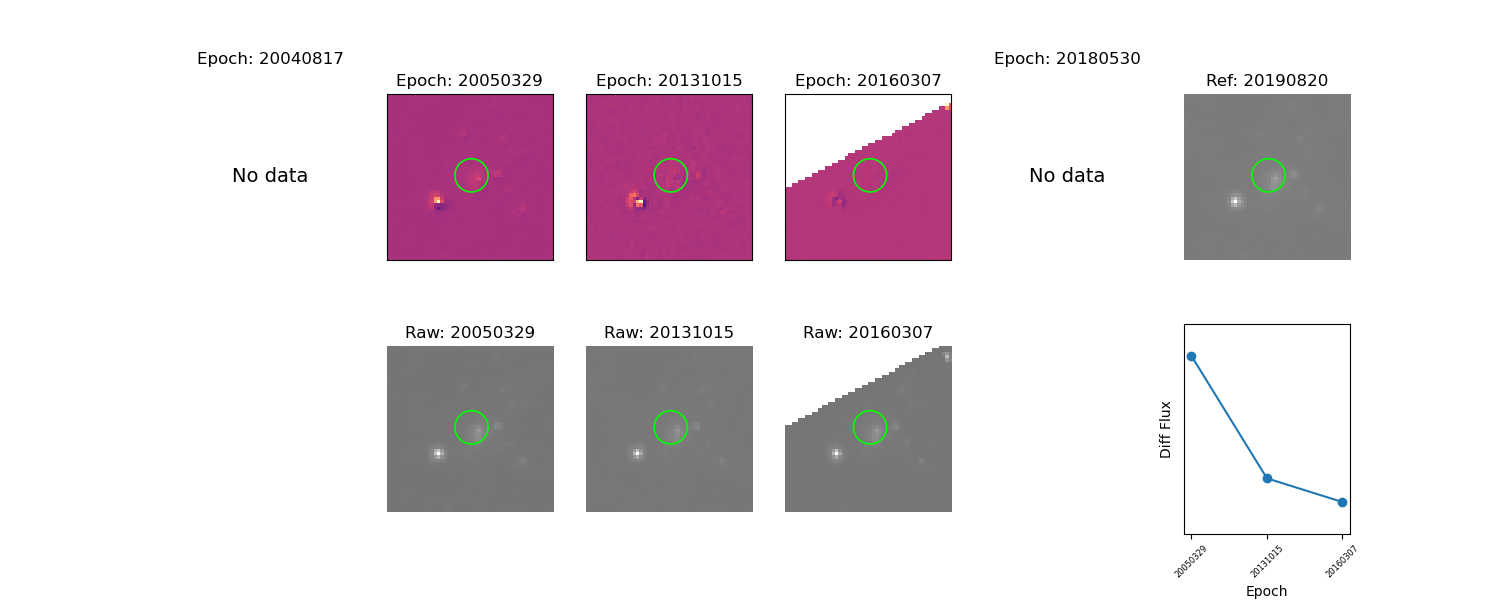 Epoch: 20040817
Epoch: 20050329
Epoch: 20131015
Epoch: 20160307
Epoch: 20180530
Ref: 20190820
No data
No data
Raw: 20050329
Raw: 20131015
Raw: 20160307
Diff Flux
20050329
20131015
20160307
Epoch